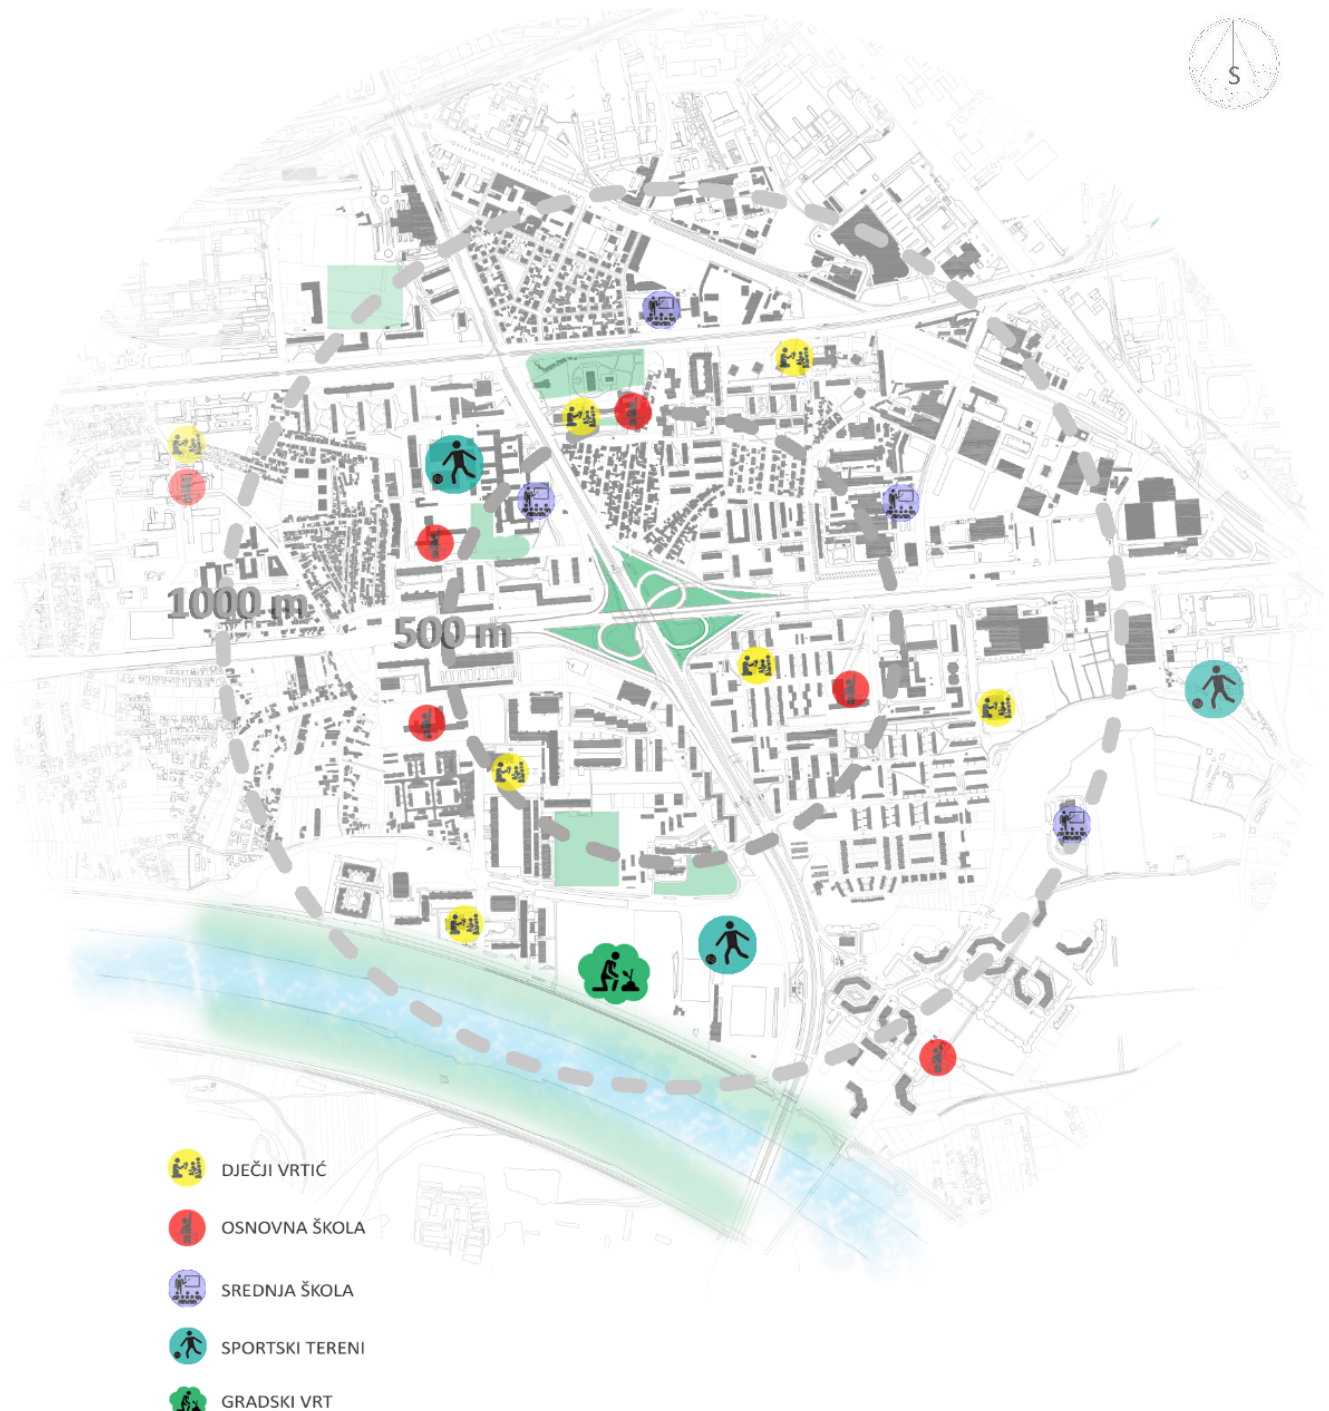 S
1000 m
500 m
DJEČJI VRTIĆ
OSNOVNA ŠKOLA
SREDNJA ŠKOLA
SPORTSKI TERENI
GRADSKI VRT